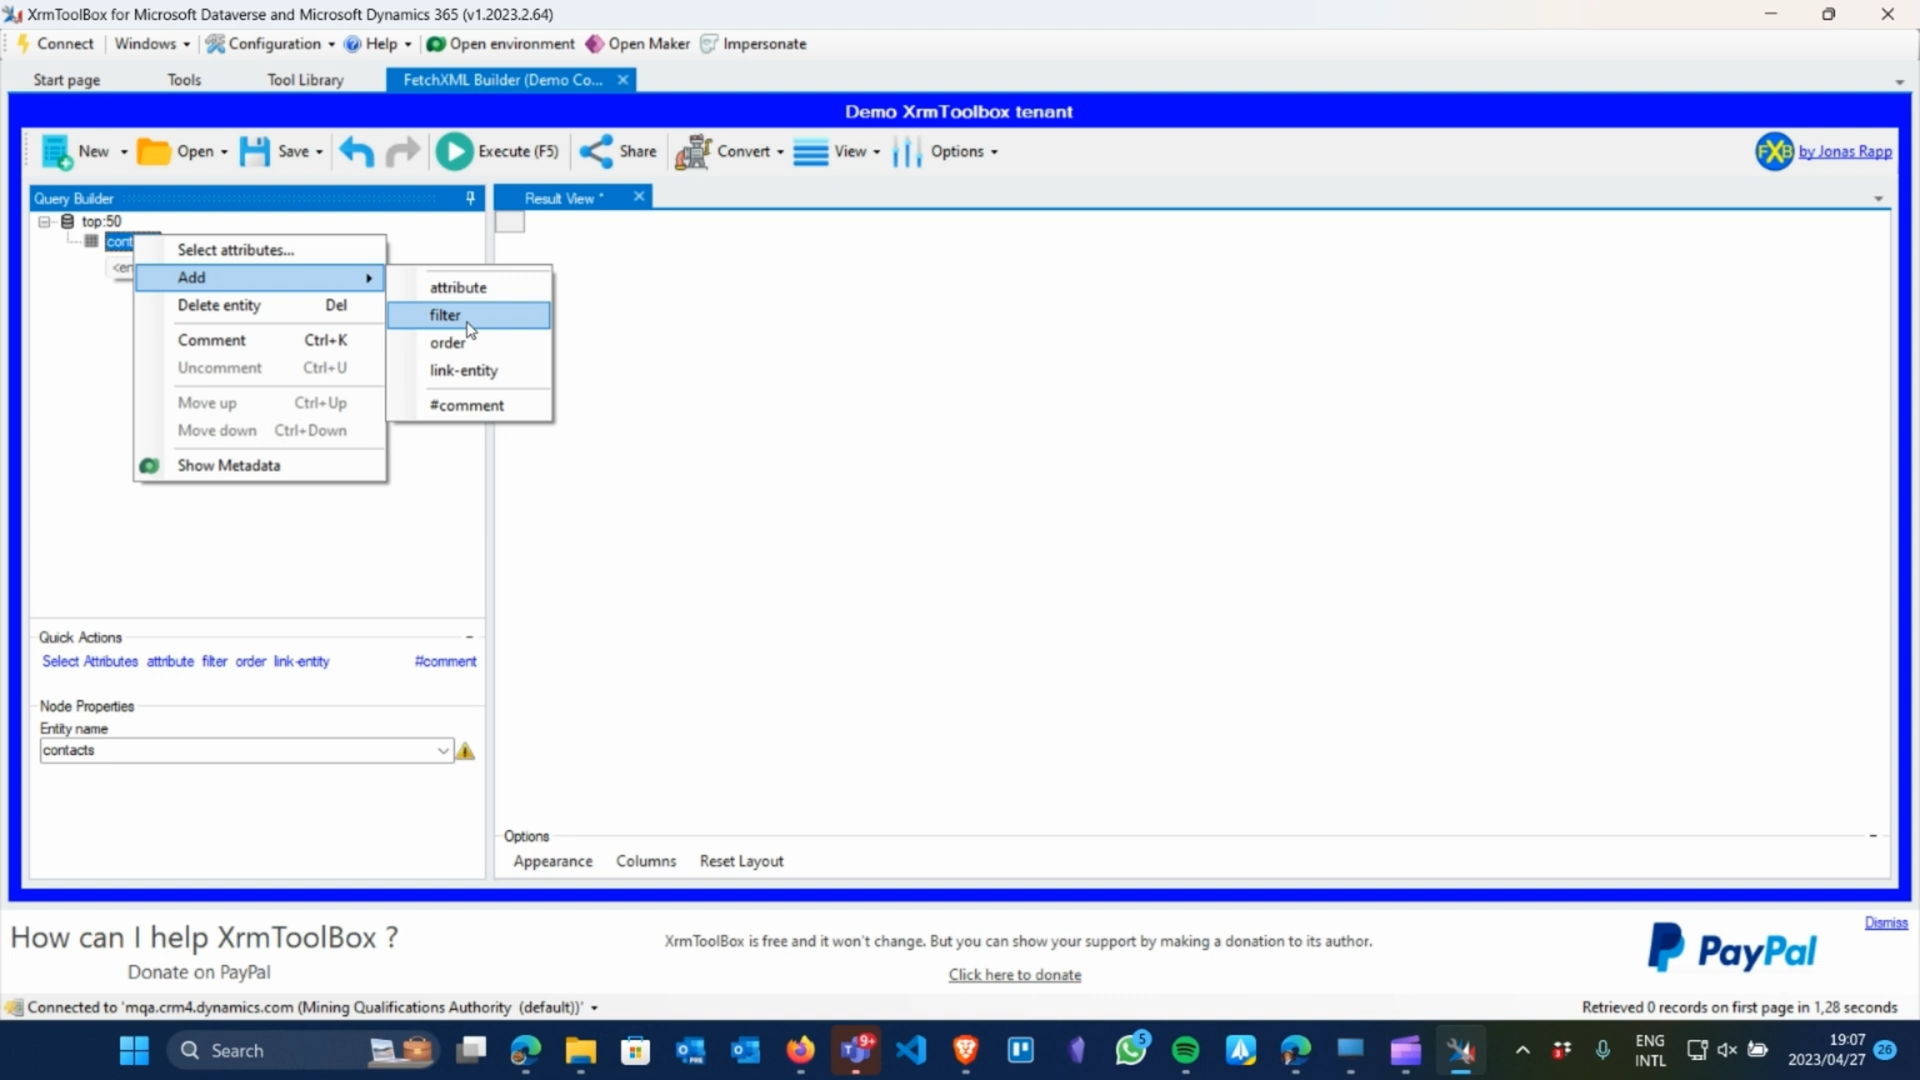 XrmToolBox for Microsoft Dataverse and Microsoft Dynamics 365 (v1.2023.2.64)
Connect Windows Configuration Help Open environment Open Maker Impersonate
Start page Tools Tool Library FetchXML Builder (Demo Co...
Demo XrmToolbox tenant
New Open Save Execute (F5) Share Convert View Options FXB by Jonas Rapp
Query Builder
Result View *
top:50
cont
<en
Select attributes...
Add
Delete entity Del
Comment Ctrl+K
Uncomment Ctrl+U
Move up Ctrl+Up
Move down Ctrl+Down
Show Metadata
attribute
filter
order
link-entity
#comment
Quick Actions
Select Attributes attribute filter order link-entity #comment
Node Properties
Entity name
contacts
Options
Appearance Columns Reset Layout
How can I help XrmToolBox ?
Donate on PayPal
XrmToolBox is free and it won't change. But you can show your support by making a donation to its author.
Click here to donate
PayPal
Dismiss
Connected to 'mqa.crm4.dynamics.com (Mining Qualifications Authority (default))'
Retrieved 0 records on first page in 1,28 seconds
Search
9+
5
ENG
INTL
19:07
2023/04/27
26